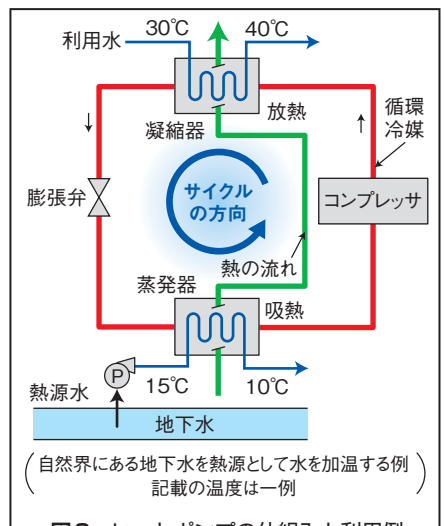 30℃
40℃
利用水
放熱
凝縮器
循環
冷媒
膨張弁
サイクル
の方向
コンプレッサ
熱の流れ
蒸発器
吸熱
P
15℃
10℃
熱源水
地下水
自然界にある地下水を熱源として水を加温する例
記載の温度は一例